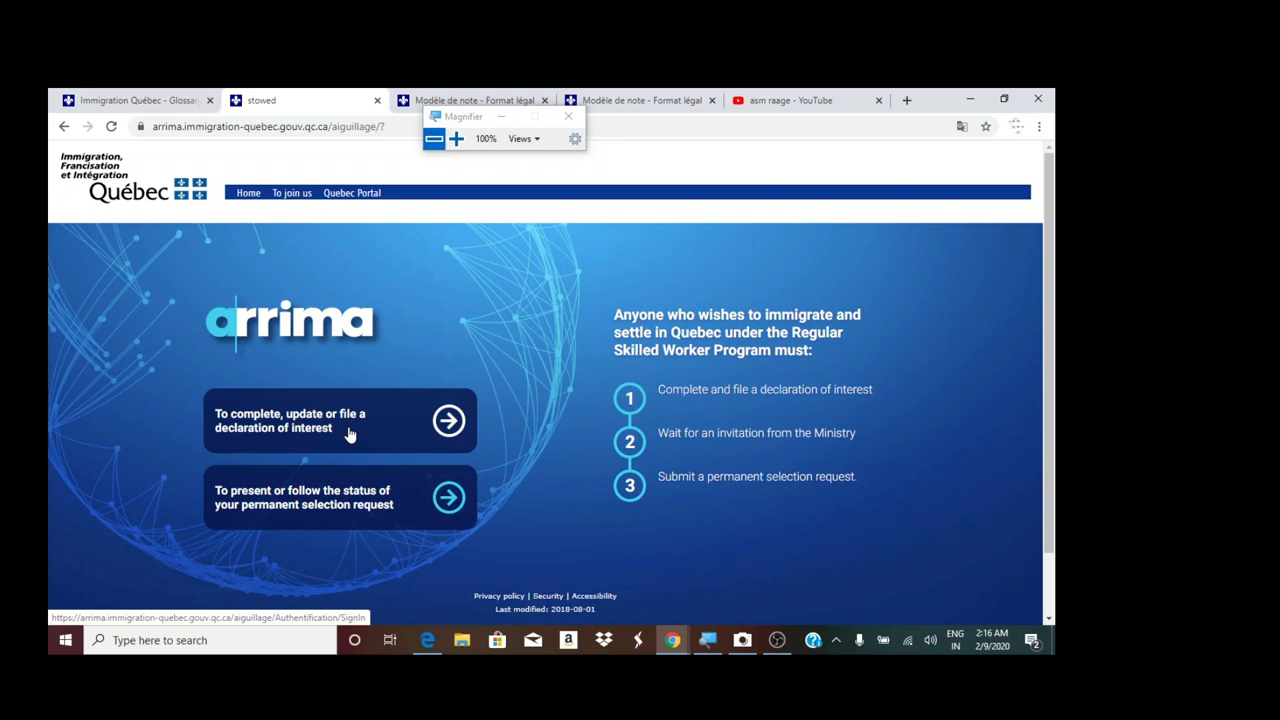 Immigration Québec - Glossar
stowed
Modèle de note - Format légal
Modèle de note - Format légal
asm raage - YouTube
Magnifier
arrima.immigration-quebec.gouv.qc.ca/aiguillage/?
100%
Views
Immigration,
Francisation
et Intégration
Québec
Home
To join us
Quebec Portal
arrima
To complete, update or file a
declaration of interest
To present or follow the status of
your permanent selection request
Anyone who wishes to immigrate and
settle in Quebec under the Regular
Skilled Worker Program must:
1 Complete and file a declaration of interest
2 Wait for an invitation from the Ministry
3 Submit a permanent selection request.
Privacy policy | Security | Accessibility
Last modified: 2018-08-01
https://arrima.immigration-quebec.gouv.qc.ca/aiguillage/Authentification/SignIn
Type here to search
ENG
IN
2:16 AM
2/9/2020
2